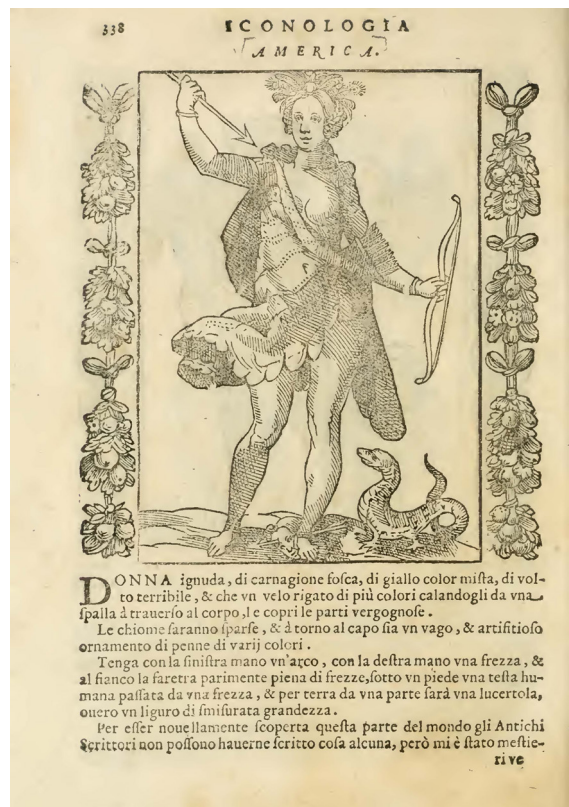 338 ICONOLOGIA
AMERICA.
DONNA ignuda, di carnagione foſca, di giallo color miſta, di vol-
to terribile, & che vn velo rigato di più colori calandogli da vna
ſpalla à trauerſo al corpo, le copri le parti vergognoſe.
Le chiome ſaranno ſparſe, & à torno al capo ſia vn vago, & artifitioſo
ornamento di penne di varij colori.
Tenga con la ſiniſtra mano vn'arco, con la deſtra mano vna frezza, &
al fianco la faretra parimente piena di frezze, ſotto vn piede vna teſta hu-
mana paſſata da vna frezza, & per terra da vna parte ſarà vna lucertola,
ouero vn liguro di ſmiſurata grandezza.
Per eſſer nouellamente ſcoperta queſta parte del mondo gli Antichi
Scrittori non poſſono hauerne ſcritto coſa alcuna, però mi è ſtato meſtie-
ri ve